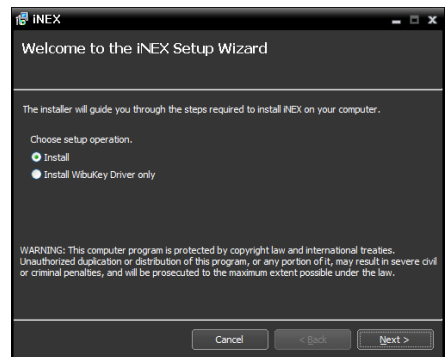 iNEX
Welcome to the iNEX Setup Wizard
The installer will guide you through the steps required to install iNEX on your computer.
Choose setup operation.
Install
Install WibuKey Driver only
WARNING: This computer program is protected by copyright law and international treaties.
Unauthorized duplication or distribution of this program, or any portion of it, may result in severe civil
or criminal penalties, and will be prosecuted to the maximum extent possible under the law.
Cancel < Back Next >